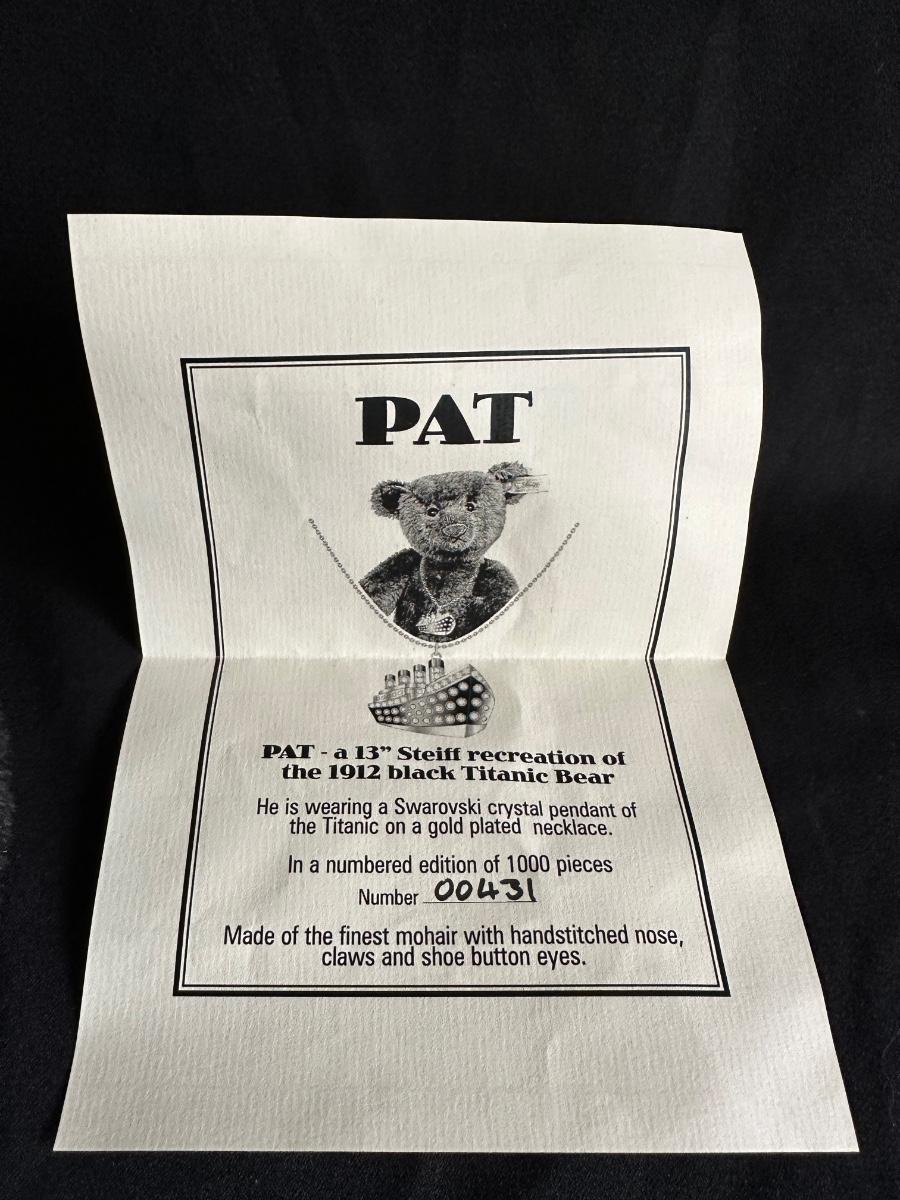 PAT
PAT - a 13” Steiff recreation of
the 1912 black Titanic Bear
He is wearing a Swarovski crystal pendant of
the Titanic on a gold plated necklace.
In a numbered edition of 1000 pieces
Number 00431
Made of the finest mohair with handstitched nose,
claws and shoe button eyes.